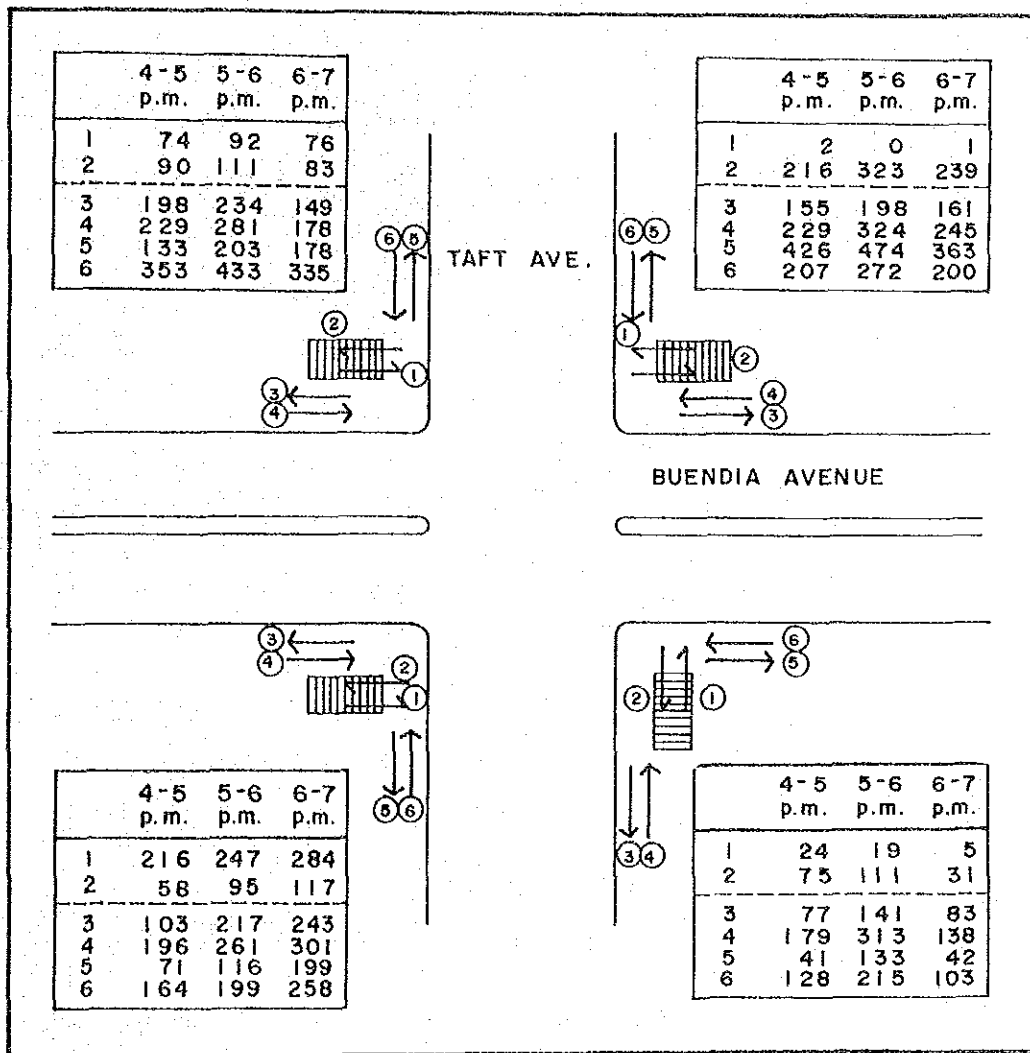 4-5 5-6 6-7
p.m. p.m. p.m.
1 74 92 76
2 90 111 83
3 198 234 149
4 229 281 178
5 133 203 178
6 353 433 335
4-5 5-6 6-7
p.m. p.m. p.m.
1 2 0 1
2 216 323 239
3 155 198 161
4 229 324 245
5 426 474 363
6 207 272 200
6 5
TAFT AVE.
6 5
2
1
3
4
1
2
4
3
BUENDIA AVENUE
3
4
2
1
5 6
6
5
2 1
3 4
4-5 5-6 6-7
p.m. p.m. p.m.
1 216 247 284
2 58 95 117
3 103 217 243
4 196 261 301
5 71 116 199
6 164 199 258
4-5 5-6 6-7
p.m. p.m. p.m.
1 24 19 5
2 75 111 31
3 77 141 83
4 179 313 138
5 41 133 42
6 128 215 103